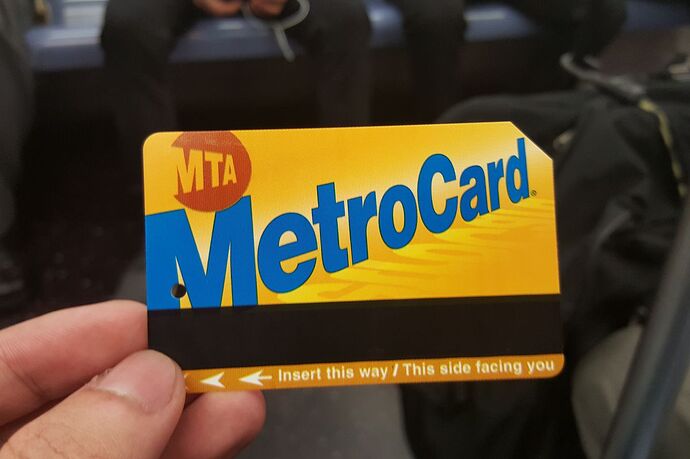 MTA
MetroCard®
Insert this way / This side facing you